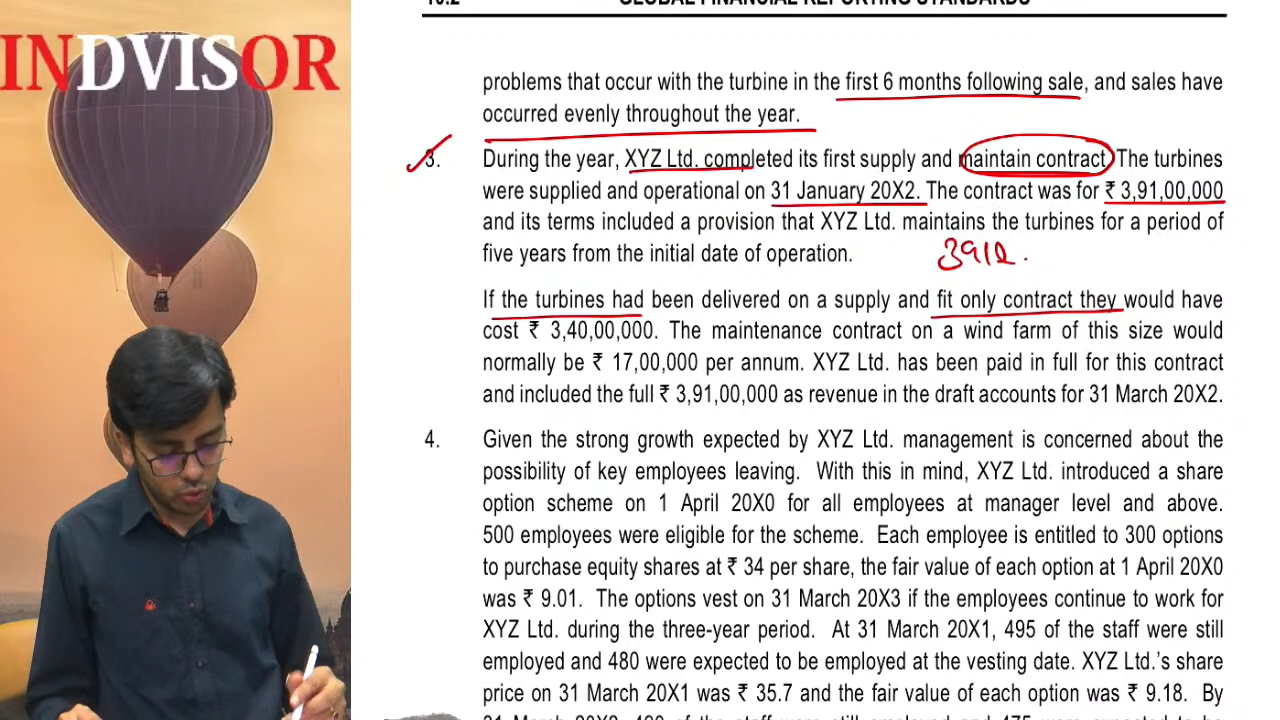 10.2 GLOBAL FINANCIAL REPORTING STANDARDS
INDVISOR
problems that occur with the turbine in the first 6 months following sale, and sales have
occurred evenly throughout the year.
3. During the year, XYZ Ltd. completed its first supply and maintain contract. The turbines
were supplied and operational on 31 January 20X2. The contract was for ₹ 3,91,00,000
and its terms included a provision that XYZ Ltd. maintains the turbines for a period of
five years from the initial date of operation.
If the turbines had been delivered on a supply and fit only contract they would have
cost ₹ 3,40,00,000. The maintenance contract on a wind farm of this size would
normally be ₹ 17,00,000 per annum. XYZ Ltd. has been paid in full for this contract
and included the full ₹ 3,91,00,000 as revenue in the draft accounts for 31 March 20X2.
4. Given the strong growth expected by XYZ Ltd. management is concerned about the
possibility of key employees leaving. With this in mind, XYZ Ltd. introduced a share
option scheme on 1 April 20X0 for all employees at manager level and above.
500 employees were eligible for the scheme. Each employee is entitled to 300 options
to purchase equity shares at ₹ 34 per share, the fair value of each option at 1 April 20X0
was ₹ 9.01. The options vest on 31 March 20X3 if the employees continue to work for
XYZ Ltd. during the three-year period. At 31 March 20X1, 495 of the staff were still
employed and 480 were expected to be employed at the vesting date. XYZ Ltd.'s share
price on 31 March 20X1 was ₹ 35.7 and the fair value of each option was ₹ 9.18. By